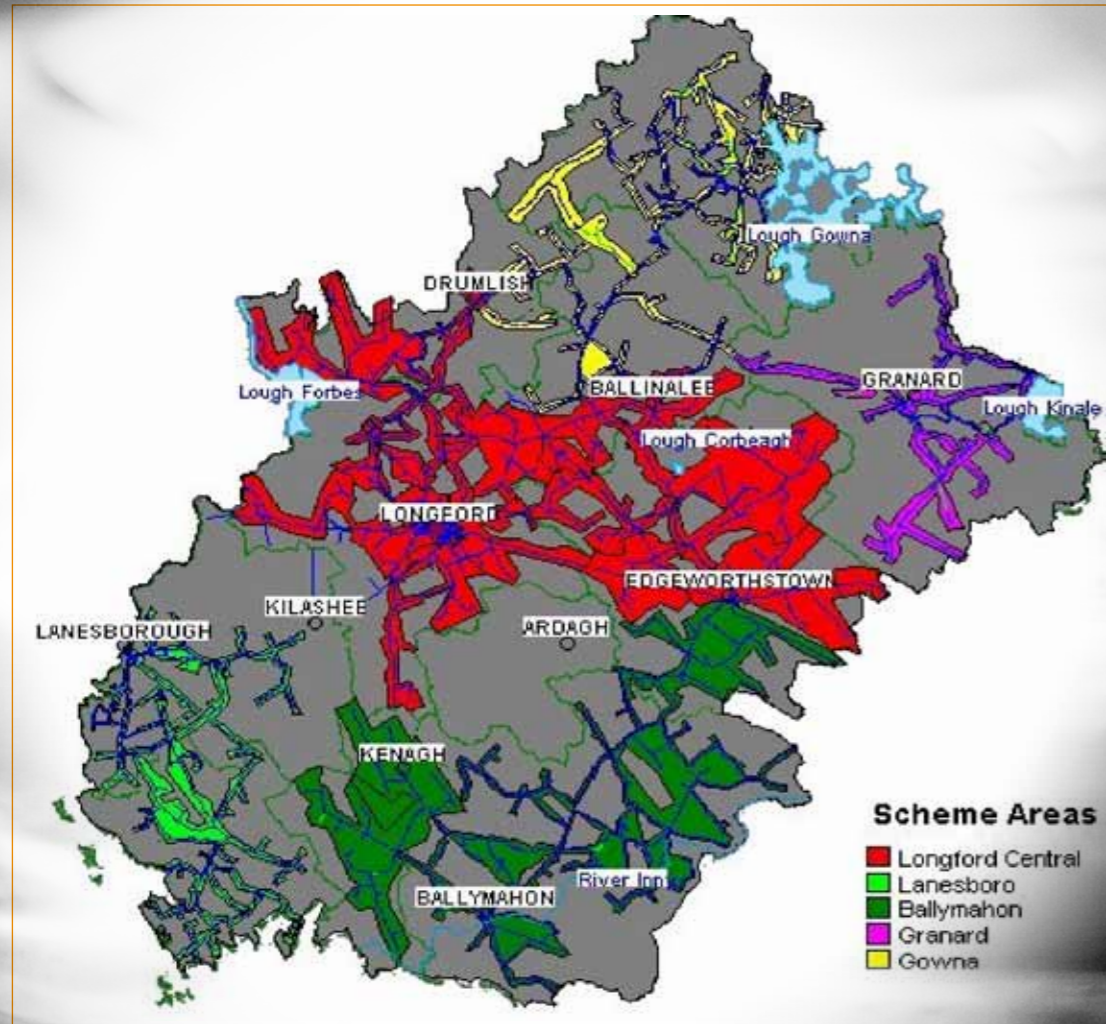 Lough Gowna
DRUMLISH
Lough Forbes
BALLINALEE
GRANARD
Lough Kinale
Lough Corbeagh
LONGFORD
EDGEWORTHSTOWN
KILASHEE
LANESBOROUGH
ARDAGH
KENAGH
River Inn
BALLYMAHON
Scheme Areas
Longford Central
Lanesboro
Ballymahon
Granard
Gowna